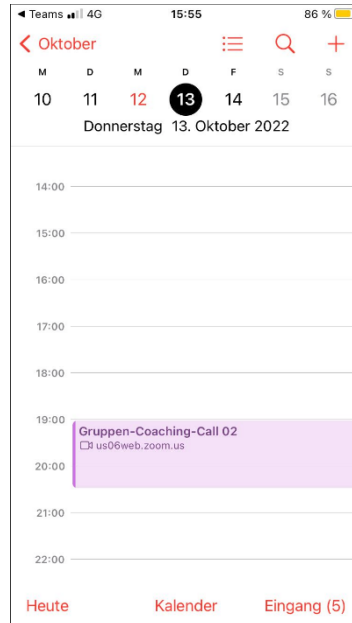 Teams 4G 15:55 86 %
Oktober
M D M D F S S
10 11 12 13 14 15 16
Donnerstag 13. Oktober 2022
14:00
15:00
16:00
17:00
18:00
19:00
Gruppen-Coaching-Call 02
us06web.zoom.us
20:00
21:00
22:00
Heute Kalender Eingang (5)